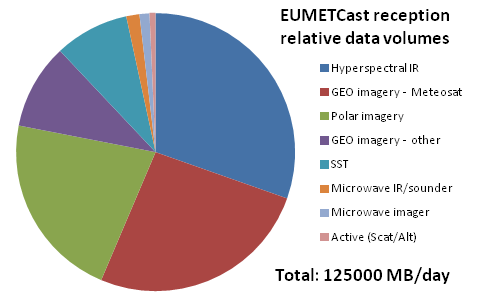 EUMETCast reception
relative data volumes
Hyperspectral IR
GEO imagery - Meteosat
Polar imagery
GEO imagery - other
SST
Microwave IR/sounder
Microwave imager
Active (Scat/Alt)
Total: 125000 MB/day